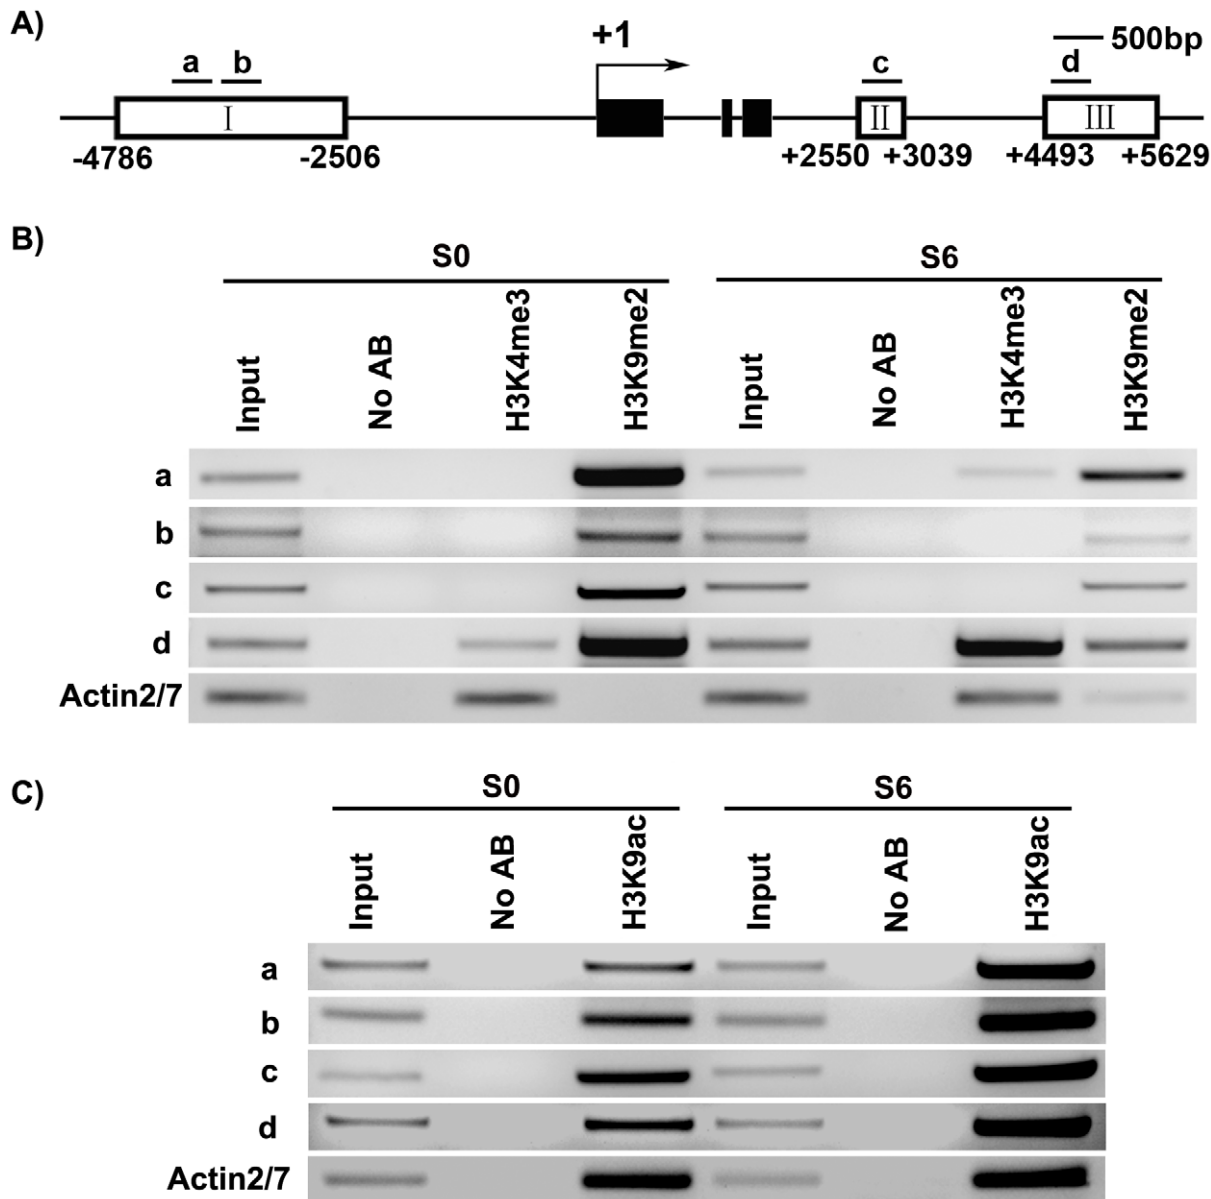 A)
+1
500bp
a b c d
I II III
-4786 -2506 +2550 +3039 +4493 +5629
B)
S0 S6
Input No AB H3K4me3 H3K9me2 Input No AB H3K4me3 H3K9me2
a
b
c
d
Actin2/7
C)
S0 S6
Input No AB H3K9ac Input No AB H3K9ac
a
b
c
d
Actin2/7